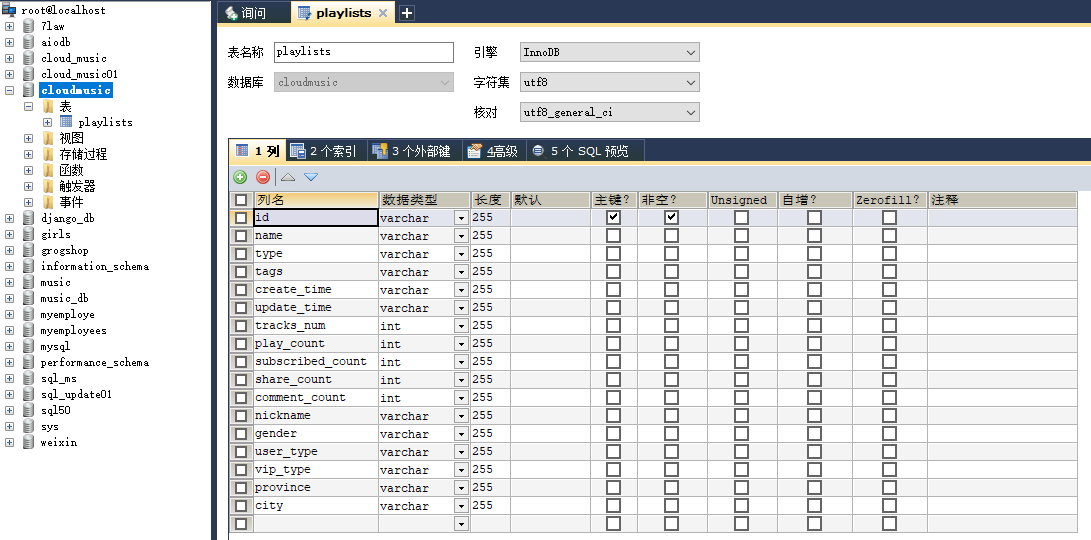 root@localhost
7law
aiodb
cloud_music
cloud_music01
cloudmusic
表
playlists
视图
存储过程
函数
触发器
事件
django_db
girls
grogshop
information_schema
music
music_db
myemploye
myemployees
mysql
performance_schema
sql_ms
sql_update01
sql50
sys
weixin
询问 playlists
表名称 playlists 引擎 InnoDB
数据库 cloudmusic 字符集 utf8
核对 utf8_general_ci
1 列 2 个索引 3 个外部键 4高级 5 个 SQL 预览
列名 数据类型 长度 默认 主键? 非空? Unsigned 自增? Zerofill? 注释
id varchar 255
name varchar 255
type varchar 255
tags varchar 255
create_time varchar 255
update_time varchar 255
tracks_num int 255
play_count int 255
subscribed_count int 255
share_count int 255
comment_count int 255
nickname varchar 255
gender varchar 255
user_type varchar 255
vip_type varchar 255
province varchar 255
city varchar 255